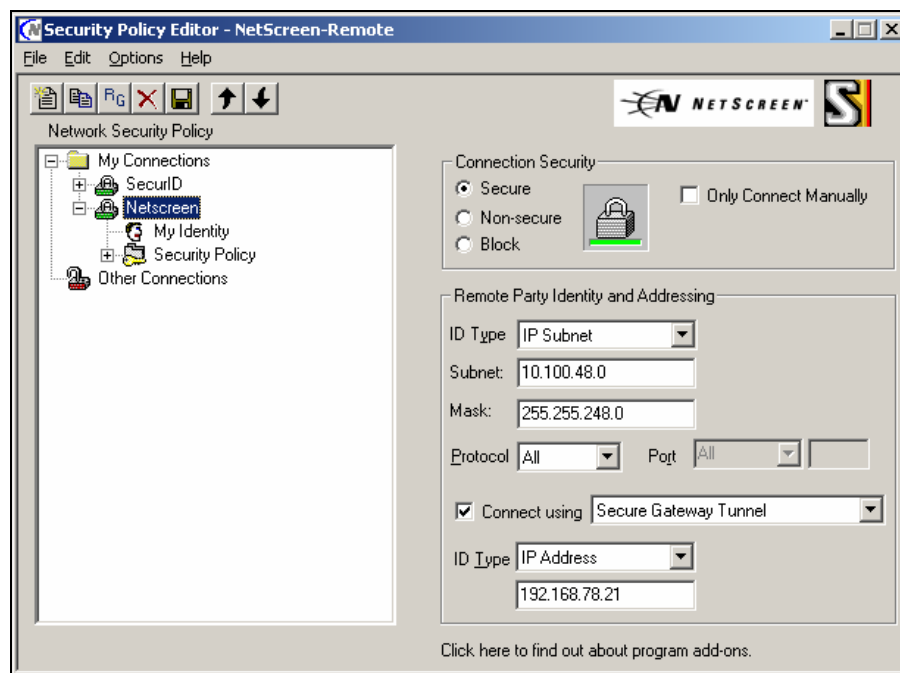 Security Policy Editor - NetScreen-Remote
File Edit Options Help
RG
N NETSCREEN
Network Security Policy
My Connections
SecurID
Netscreen
My Identity
Security Policy
Other Connections
Connection Security
Secure
Non-secure
Block
Only Connect Manually
Remote Party Identity and Addressing
ID Type IP Subnet
Subnet: 10.100.48.0
Mask: 255.255.248.0
Protocol All Port All
Connect using Secure Gateway Tunnel
ID Type IP Address
192.168.78.21
Click here to find out about program add-ons.